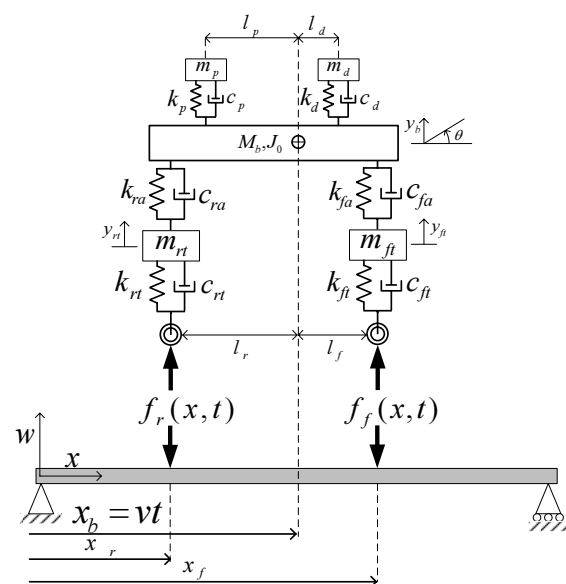 l_p l_d
m_p m_d
k_p c_p k_d c_d
M_b,J_0 y_b θ
k_ra c_ra k_fa c_fa
y_rt m_rt m_ft y_ft
k_rt c_rt k_ft c_ft
l_r l_f
f_r(x,t) f_f(x,t)
w x
x_b = vt
x_r
x_f